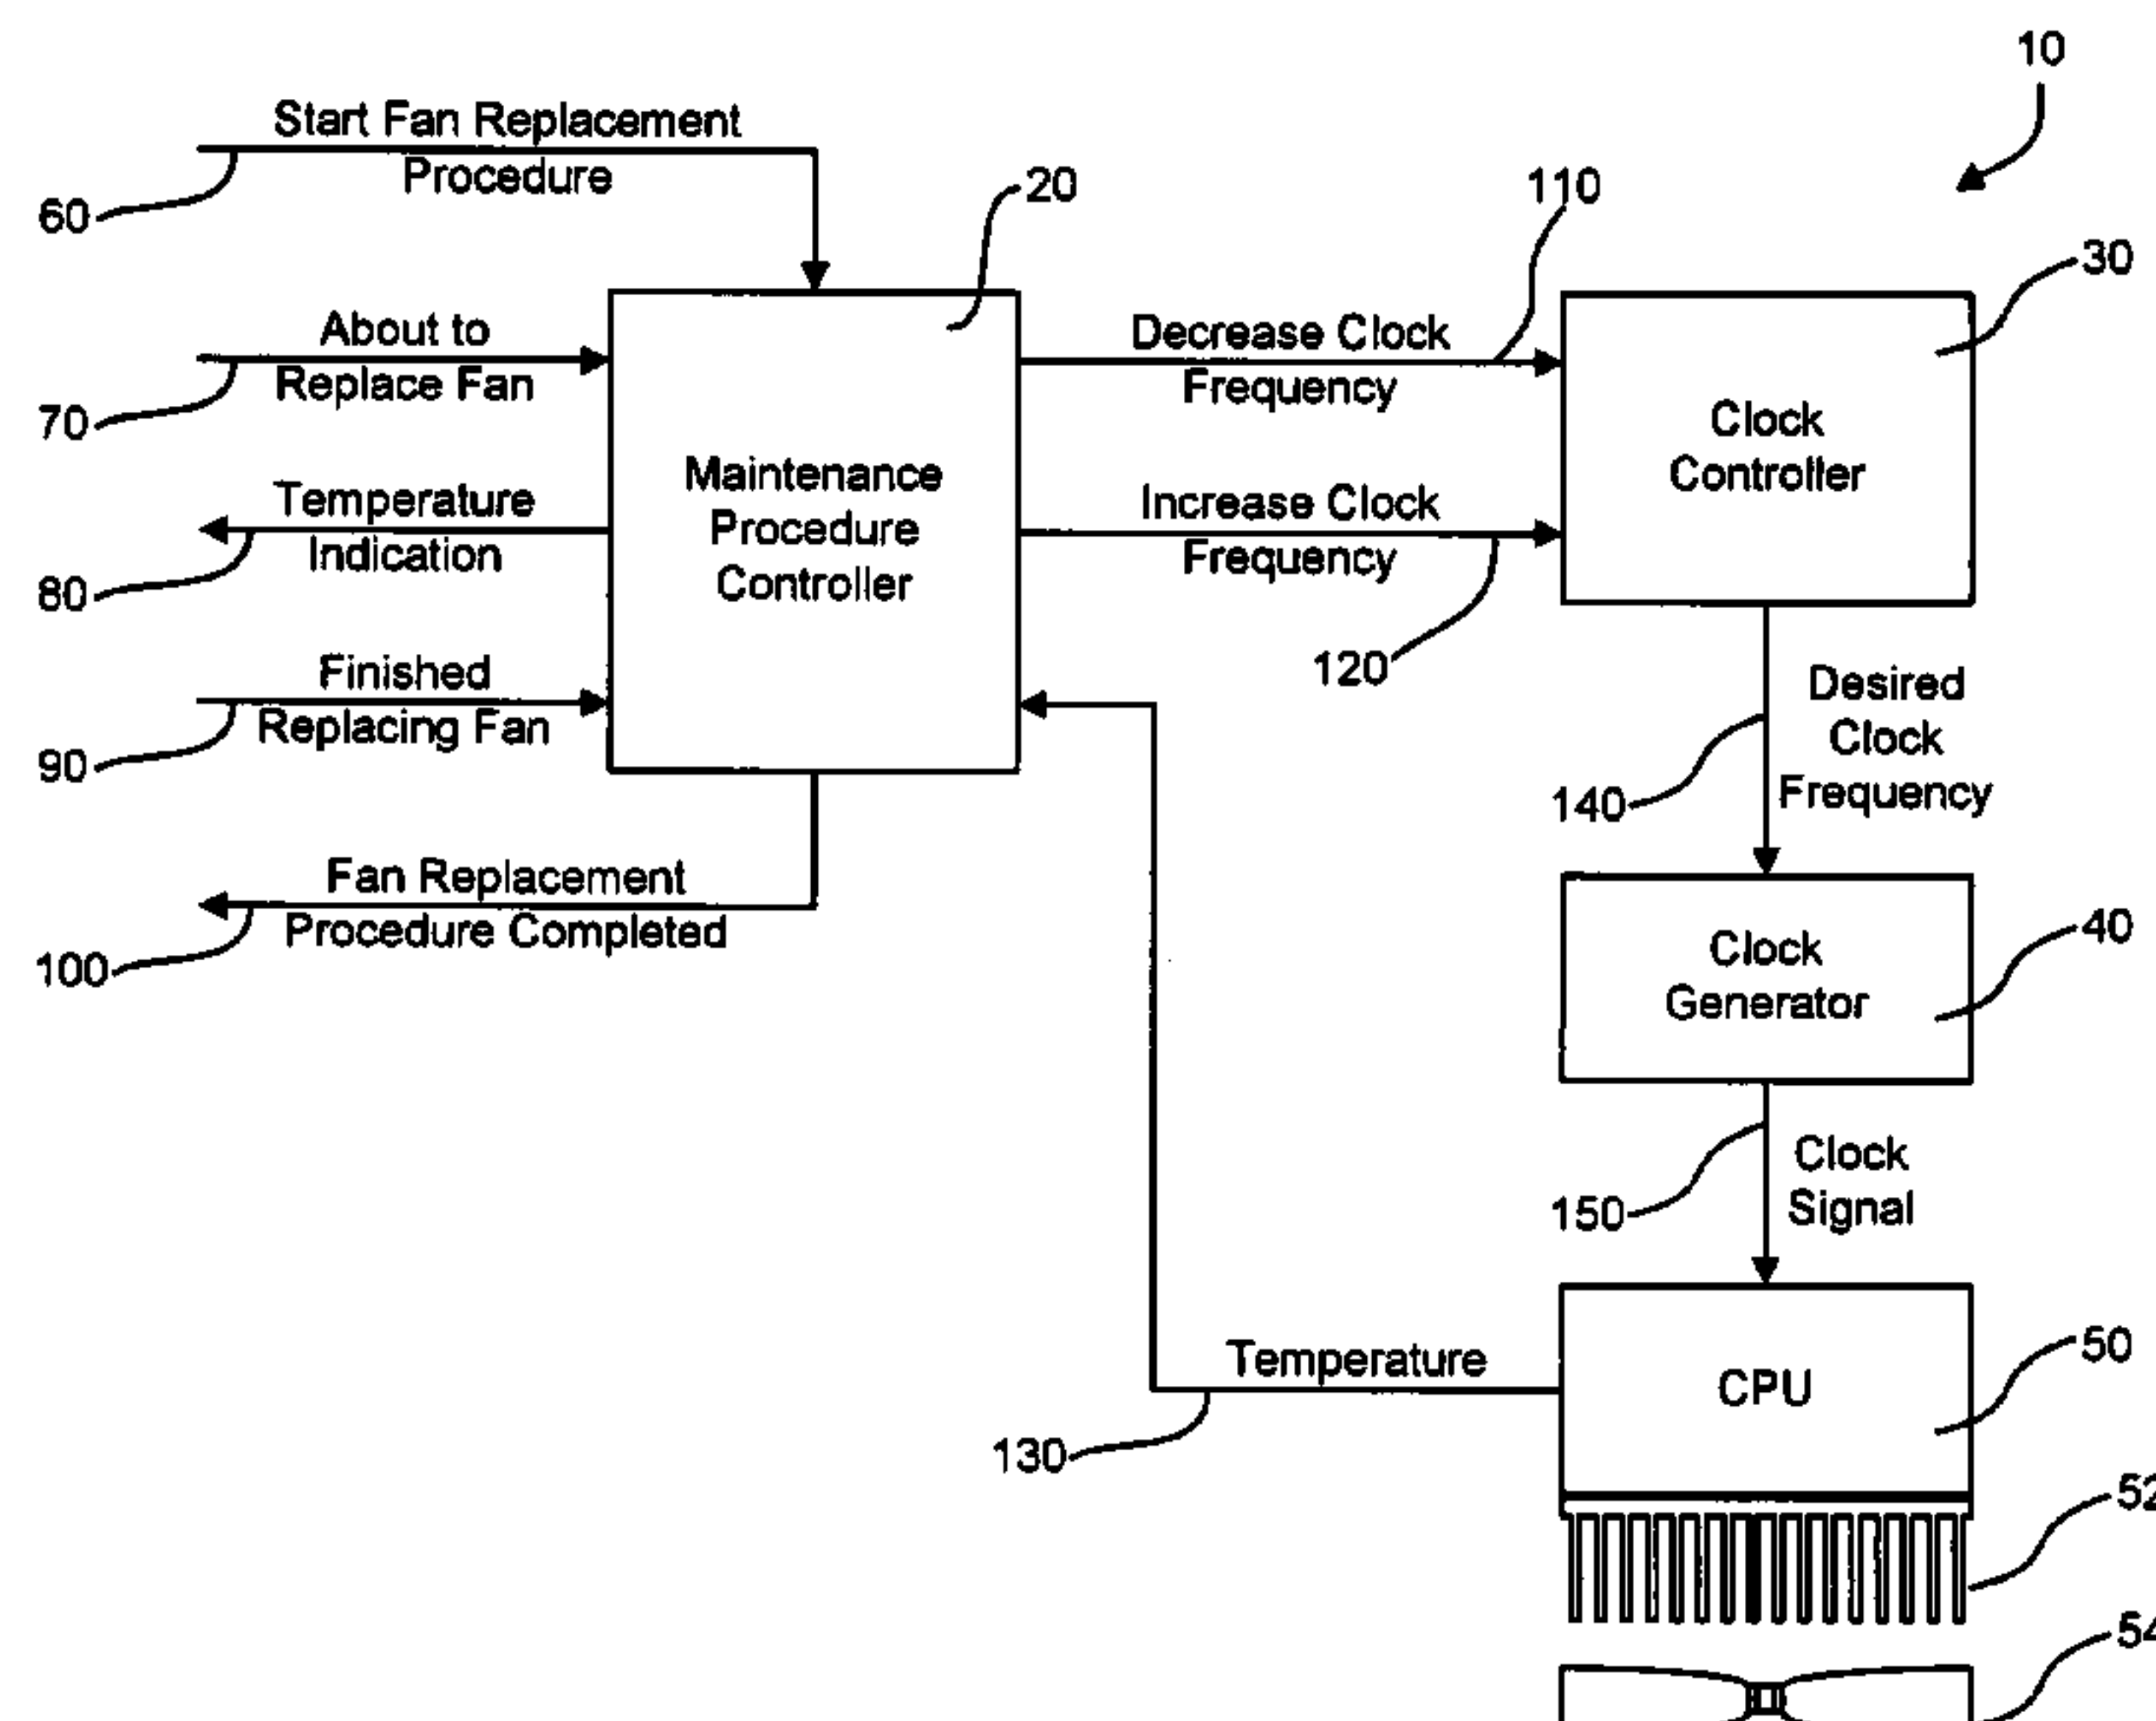 10
Start Fan Replacement
Procedure
60
20
110
30
About to
Replace Fan
70
Decrease Clock
Frequency
Clock
Controller
Maintenance
Procedure
Controller
Temperature
Indication
80
Increase Clock
Frequency
120
Finished
Replacing Fan
90
Desired
Clock
Frequency
140
Fan Replacement
Procedure Completed
100
Clock
Generator
40
Clock
Signal
150
Temperature
130
CPU
50
52
54